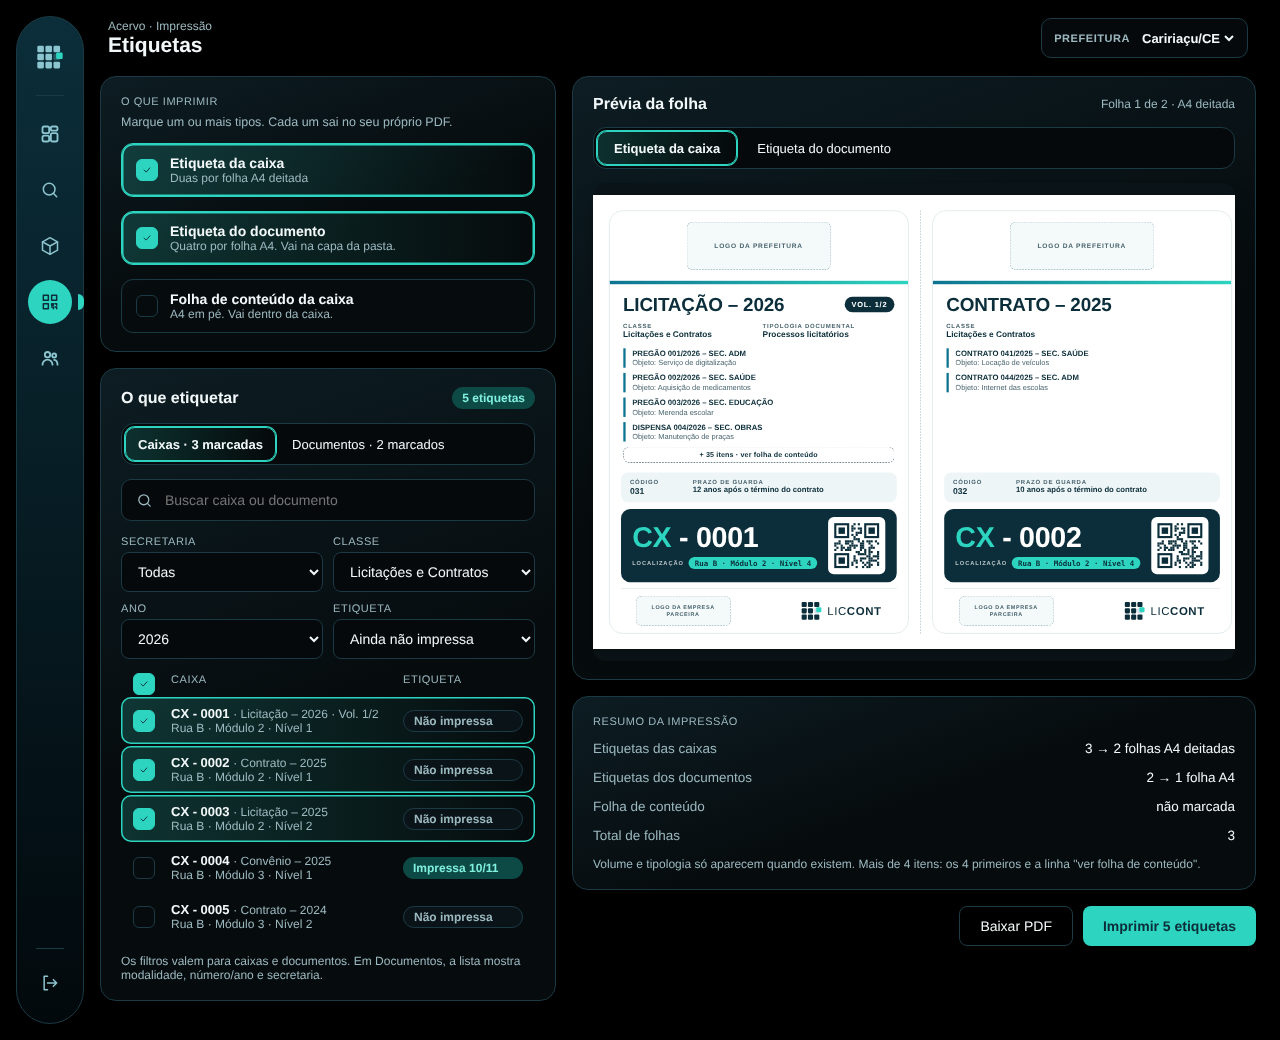 Acervo · Impressão
Etiquetas
PREFEITURA Caririaçu/CE
O QUE IMPRIMIR
Marque um ou mais tipos. Cada um sai no seu próprio PDF.
Etiqueta da caixa
Duas por folha A4 deitada
Etiqueta do documento
Quatro por folha A4. Vai na capa da pasta.
Folha de conteúdo da caixa
A4 em pé. Vai dentro da caixa.
O que etiquetar
5 etiquetas
Caixas · 3 marcadas
Documentos · 2 marcados
Buscar caixa ou documento
SECRETARIA
CLASSE
Todas
Licitações e Contratos
ANO
ETIQUETA
2026
Ainda não impressa
CAIXA
ETIQUETA
CX - 0001 · Licitação – 2026 · Vol. 1/2
Rua B · Módulo 2 · Nível 1
Não impressa
CX - 0002 · Contrato – 2025
Rua B · Módulo 2 · Nível 1
Não impressa
CX - 0003 · Licitação – 2025
Rua B · Módulo 2 · Nível 2
Não impressa
CX - 0004 · Convênio – 2025
Rua B · Módulo 3 · Nível 1
Impressa 10/11
CX - 0005 · Contrato – 2024
Rua B · Módulo 3 · Nível 2
Não impressa
Os filtros valem para caixas e documentos. Em Documentos, a lista mostra
modalidade, número/ano e secretaria.
Prévia da folha
Folha 1 de 2 · A4 deitada
Etiqueta da caixa
Etiqueta do documento
LOGO DA PREFEITURA
LICITAÇÃO – 2026
VOL. 1/2
CLASSE
Licitações e Contratos
TIPOLOGIA DOCUMENTAL
Processos licitatórios
PREGÃO 001/2026 – SEC. ADM
Objeto: Serviço de digitalização
PREGÃO 002/2026 – SEC. SAÚDE
Objeto: Aquisição de medicamentos
PREGÃO 003/2026 – SEC. EDUCAÇÃO
Objeto: Merenda escolar
DISPENSA 004/2026 – SEC. OBRAS
Objeto: Manutenção de praças
+ 35 itens · ver folha de conteúdo
CÓDIGO
031
PRAZO DE GUARDA
12 anos após o término do contrato
CX - 0001
LOCALIZAÇÃO Rua B · Módulo 2 · Nível 4
LOGO DA EMPRESA
PARCEIRA
LICCONT
LOGO DA PREFEITURA
CONTRATO – 2025
CLASSE
Licitações e Contratos
CONTRATO 041/2025 – SEC. SAÚDE
Objeto: Locação de veículos
CONTRATO 044/2025 – SEC. ADM
Objeto: Internet das escolas
CÓDIGO
032
PRAZO DE GUARDA
10 anos após o término do contrato
CX - 0002
LOCALIZAÇÃO Rua B · Módulo 2 · Nível 4
LOGO DA EMPRESA
PARCEIRA
LICCONT
RESUMO DA IMPRESSÃO
Etiquetas das caixas
3 → 2 folhas A4 deitadas
Etiquetas dos documentos
2 → 1 folha A4
Folha de conteúdo
não marcada
Total de folhas
3
Volume e tipologia só aparecem quando existem. Mais de 4 itens: os 4 primeiros e a linha "ver folha de conteúdo".
Baixar PDF
Imprimir 5 etiquetas